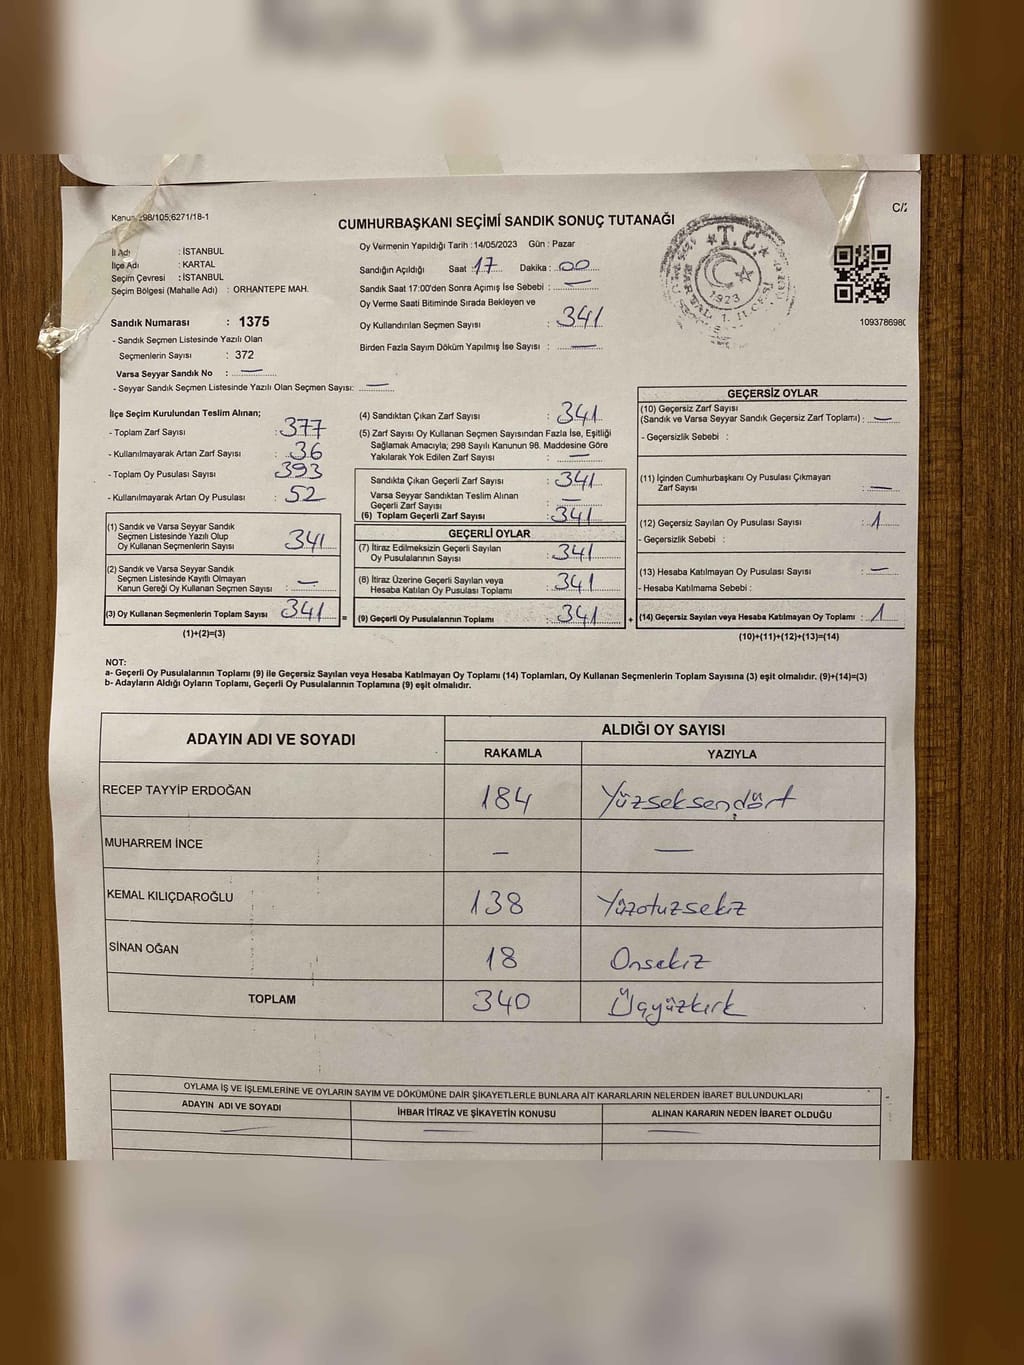 Kanun 298/105;6271/18-1
CUMHURBAŞKANI SEÇİMİ SANDIK SONUÇ TUTANAĞI
C/2
İl Adı : İSTANBUL
İlçe Adı : KARTAL
Seçim Çevresi : İSTANBUL
Seçim Bölgesi (Mahalle Adı) : ORHANTEPE MAH.
Oy Vermenin Yapıldığı Tarih : 14/05/2023 Gün : Pazar
Sandığın Açıldığı Saat : 17 Dakika : 00
Sandık Saat 17:00'den Sonra Açımış İse Sebebi : —
Oy Verme Saati Bitiminde Sırada Bekleyen ve
Oy Kullandırılan Seçmen Sayısı : 341
Birden Fazla Sayım Döküm Yapılmış İse Sayısı : —
T.C.
1923
1093786980
Sandık Numarası : 1375
- Sandık Seçmen Listesinde Yazılı Olan
Seçmenlerin Sayısı : 372
Varsa Seyyar Sandık No : —
- Seyyar Sandık Seçmen Listesinde Yazılı Olan Seçmen Sayısı: —
İlçe Seçim Kurulundan Teslim Alınan;
- Toplam Zarf Sayısı : 377
- Kullanılmayarak Artan Zarf Sayısı : 36
- Toplam Oy Pusulası Sayısı : 393
- Kullanılmayarak Artan Oy Pusulası : 52
(1) Sandık ve Varsa Seyyar Sandık
Seçmen Listesinde Yazılı Olup
Oy Kullanan Seçmenlerin Sayısı 341
(2) Sandık ve Varsa Seyyar Sandık
Seçmen Listesinde Kayıtlı Olmayan
Kanun Gereği Oy Kullanan Seçmen Sayısı : —
(3) Oy Kullanan Seçmenlerin Toplam Sayısı 341
(1)+(2)=(3)
(4) Sandıktan Çıkan Zarf Sayısı : 341
(5) Zarf Sayısı Oy Kullanan Seçmen Sayısından Fazla İse, Eşitliği
Sağlamak Amacıyla; 298 Sayılı Kanunun 98. Maddesine Göre
Yakılarak Yok Edilen Zarf Sayısı : —
Sandıkta Çıkan Geçerli Zarf Sayısı : 341
Varsa Seyyar Sandıktan Teslim Alınan
Geçerli Zarf Sayısı : —
(6) Toplam Geçerli Zarf Sayısı : 341
GEÇERLİ OYLAR
(7) İtiraz Edilmeksizin Geçerli Sayılan
Oy Pusulalarının Sayısı : 341
(8) İtiraz Üzerine Geçerli Sayılan veya
Hesaba Katılan Oy Pusulası Toplamı : 341
= (9) Geçerli Oy Pusulalarının Toplamı : 341 +
GEÇERSİZ OYLAR
(10) Geçersiz Zarf Sayısı
(Sandık ve Varsa Seyyar Sandık Geçersiz Zarf Toplamı) : —
- Geçersizlik Sebebi :
(11) İçinden Cumhurbaşkanı Oy Pusulası Çıkmayan
Zarf Sayısı : —
(12) Geçersiz Sayılan Oy Pusulası Sayısı : 1
- Geçersizlik Sebebi :
(13) Hesaba Katılmayan Oy Pusulası Sayısı : —
- Hesaba Katılmama Sebebi :
(14) Geçersiz Sayılan veya Hesaba Katılmayan Oy Toplamı : 1
(10)+(11)+(12)+(13)=(14)
NOT:
a- Geçerli Oy Pusulalarının Toplamı (9) ile Geçersiz Sayılan veya Hesaba Katılmayan Oy Toplamı (14) Toplamları, Oy Kullanan Seçmenlerin Toplam Sayısına (3) eşit olmalıdır. (9)+(14)=(3)
b- Adayların Aldığı Oyların Toplamı, Geçerli Oy Pusulalarının Toplamına (9) eşit olmalıdır.
ADAYIN ADI VE SOYADI ALDIĞI OY SAYISI
RAKAMLA YAZIYLA
RECEP TAYYİP ERDOĞAN 184 Yüzseksendört
MUHARREM İNCE — —
KEMAL KILIÇDAROĞLU 138 Yüzotuzsekiz
SİNAN OĞAN 18 Onsekiz
TOPLAM 340 Üçyüzkırk
OYLAMA İŞ VE İŞLEMLERİNE VE OYLARIN SAYIM VE DÖKÜMÜNE DAİR ŞİKAYETLERLE BUNLARA AİT KARARLARIN NELERDEN İBARET BULUNDUKLARI
ADAYIN ADI VE SOYADI İHBAR İTİRAZ VE ŞİKAYETİN KONUSU ALINAN KARARIN NEDEN İBARET OLDUĞU
— — —